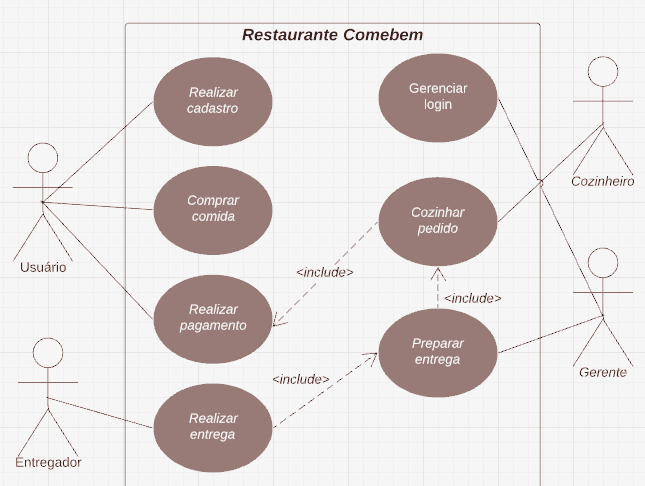 Restaurante Comebem
Realizar
cadastro
Gerenciar
login
Comprar
comida
Cozinhar
pedido
Cozinheiro
Usuário
<include>
Realizar
pagamento
<include>
Preparar
entrega
Gerente
<include>
Realizar
entrega
Entregador